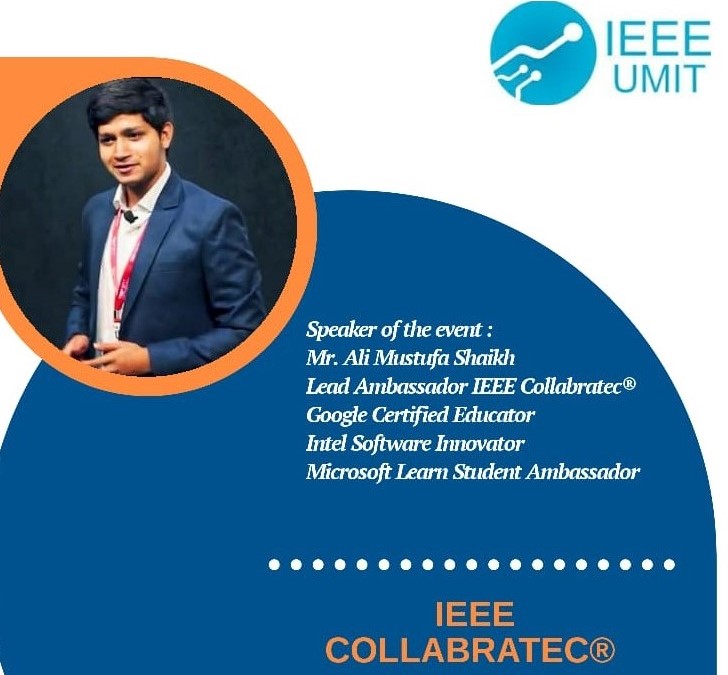 IEEE
UMIT
Speaker of the event :
Mr. Ali Mustufa Shaikh
Lead Ambassador IEEE Collabratec®
Google Certified Educator
Intel Software Innovator
Microsoft Learn Student Ambassador
IEEE
COLLABRATEC®